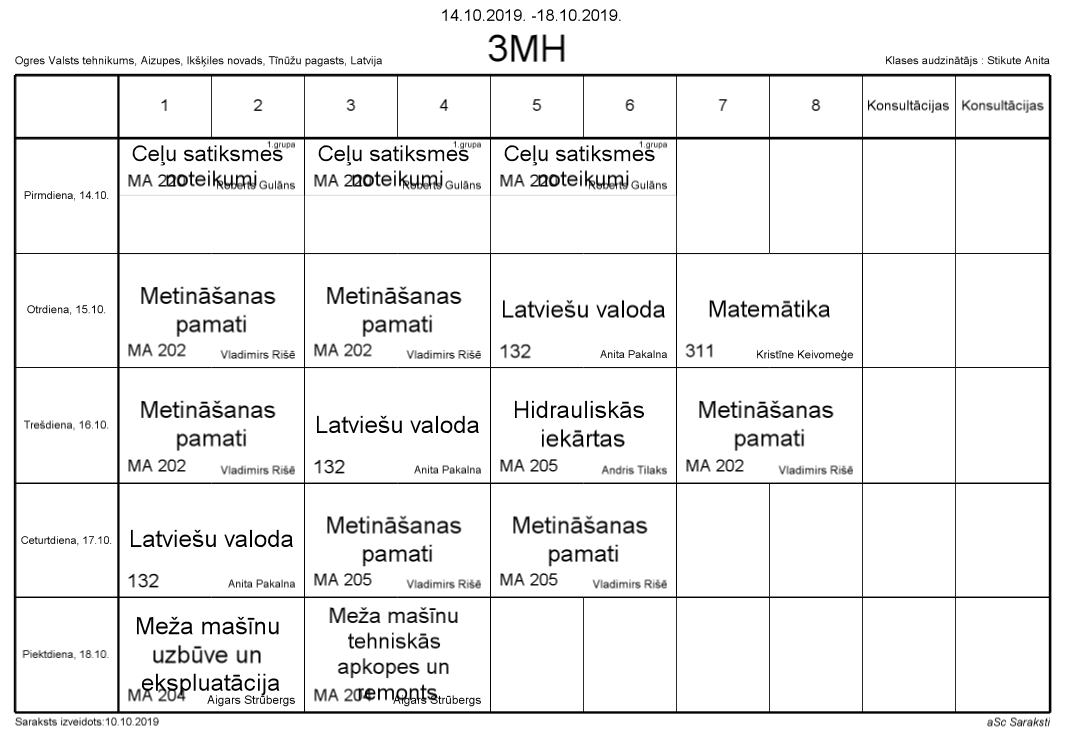 14.10.2019. -18.10.2019.
3MH
Ogres Valsts tehnikums, Aizupes, Ikšķiles novads, Tīnūžu pagasts, Latvija
Klases audzinātājs : Stikute Anita
1 2 3 4 5 6 7 8 Konsultācijas Konsultācijas
Pirmdiena, 14.10.
1.grupa
Ceļu satiksmes
noteikumi
MA 220 Roberts Gulāns
1.grupa
Ceļu satiksmes
noteikumi
MA 220 Roberts Gulāns
1.grupa
Ceļu satiksmes
noteikumi
MA 220 Roberts Gulāns
Otrdiena, 15.10.
Metināšanas
pamati
MA 202 Vladimirs Rišē
Metināšanas
pamati
MA 202 Vladimirs Rišē
Latviešu valoda
132 Anita Pakalna
Matemātika
311 Kristīne Keivomeģe
Trešdiena, 16.10.
Metināšanas
pamati
MA 202 Vladimirs Rišē
Latviešu valoda
132 Anita Pakalna
Hidrauliskās
iekārtas
MA 205 Andris Tilaks
Metināšanas
pamati
MA 202 Vladimirs Rišē
Ceturtdiena, 17.10.
Latviešu valoda
132 Anita Pakalna
Metināšanas
pamati
MA 205 Vladimirs Rišē
Metināšanas
pamati
MA 205 Vladimirs Rišē
Piektdiena, 18.10.
Meža mašīnu
uzbūve un
ekspluatācija
MA 204 Aigars Strūbergs
Meža mašīnu
tehniskās
apkopes un
remonts
MA 204 Aigars Strūbergs
Saraksts izveidots:10.10.2019
aSc Saraksti